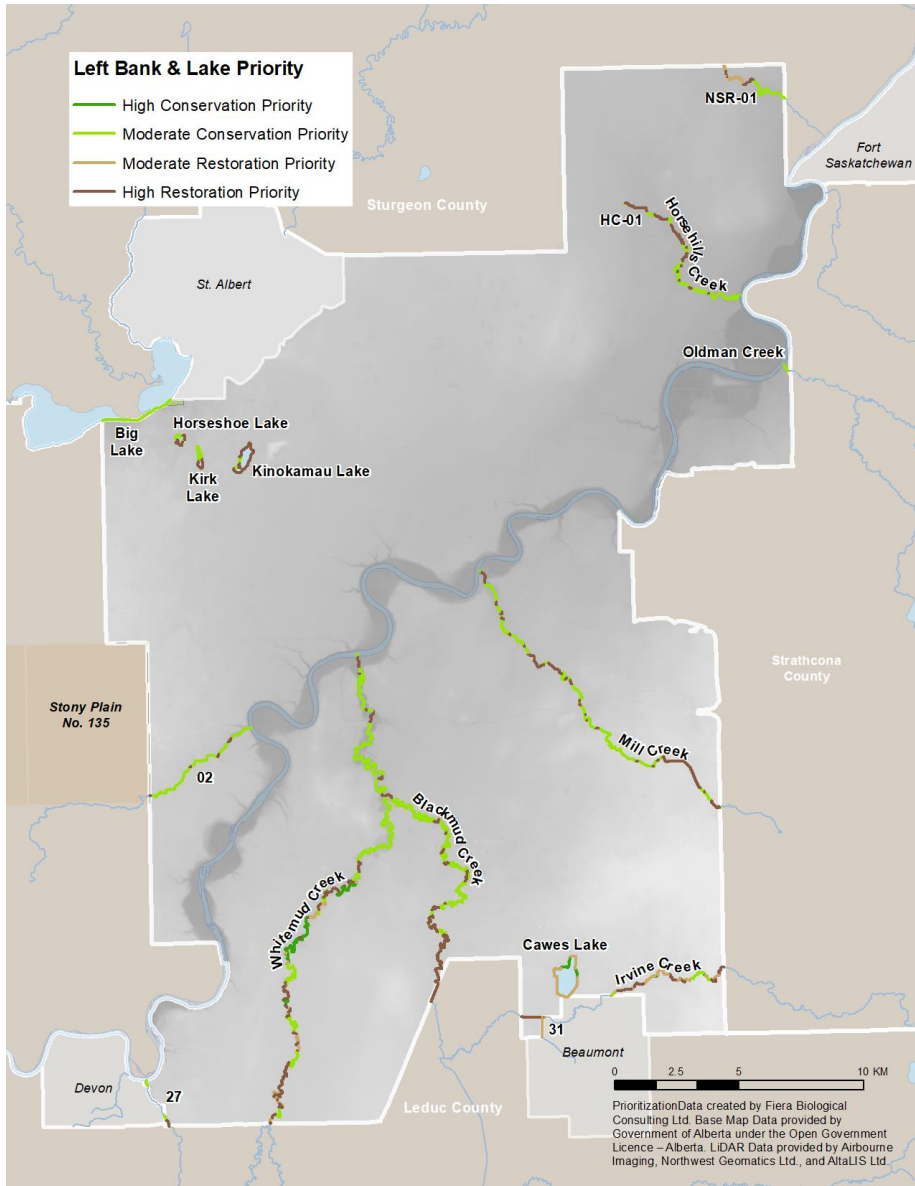 Left Bank & Lake Priority
High Conservation Priority
Moderate Conservation Priority
Moderate Restoration Priority
High Restoration Priority
NSR-01
Fort
Saskatchewan
Sturgeon County
HC-01
Horsehills Creek
St. Albert
Oldman Creek
Big
Lake
Horseshoe Lake
Kirk
Lake
Kinokamau Lake
Stony Plain
No. 135
Strathcona
County
02
Mill Creek
Blackmud Creek
Whitemud Creek
Cawes Lake
Irvine Creek
31
Beaumont
Devon
27
Leduc County
0 2.5 5 10 KM
PrioritizationData created by Fiera Biological
Consulting Ltd. Base Map Data provided by
Government of Alberta under the Open Government
Licence – Alberta. LiDAR Data provided by Airbourne
Imaging, Northwest Geomatics Ltd., and AltaLIS Ltd.